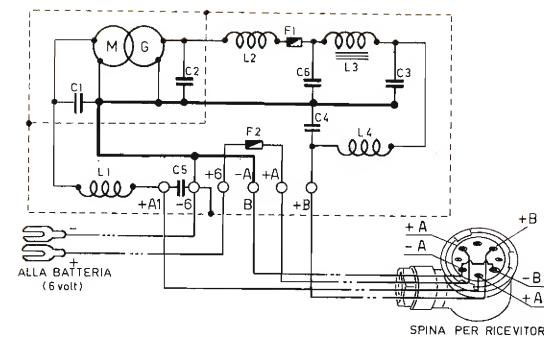 M G
F1
L2
L3
C1
C2
C6
C3
C4
F2
L4
L1
C5
+A1
-6
+6
-A
B
+A
+B
-
+
ALLA BATTERIA
(6 volt)
+A
-A
+B
-B
+A
SPINA PER RICEVITOR